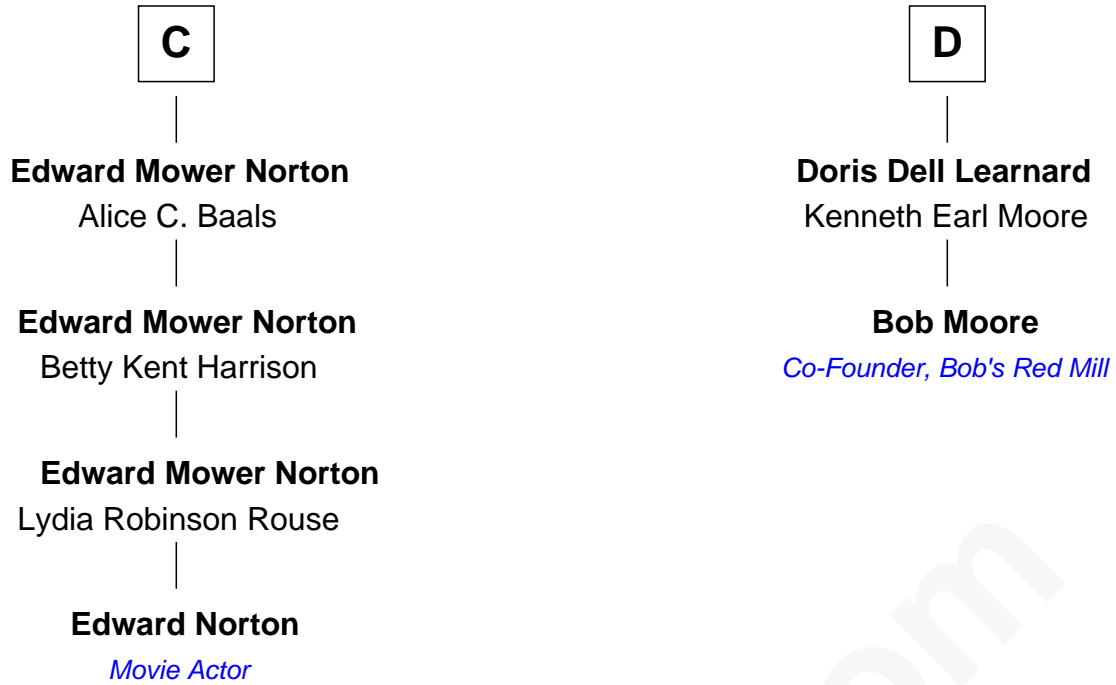 C
Edward Mower Norton
Alice C. Baals
Edward Mower Norton
Betty Kent Harrison
Edward Mower Norton
Lydia Robinson Rouse
Edward Norton
Movie Actor
D
Doris Dell Learnard
Kenneth Earl Moore
Bob Moore
Co-Founder, Bob's Red Mill
om